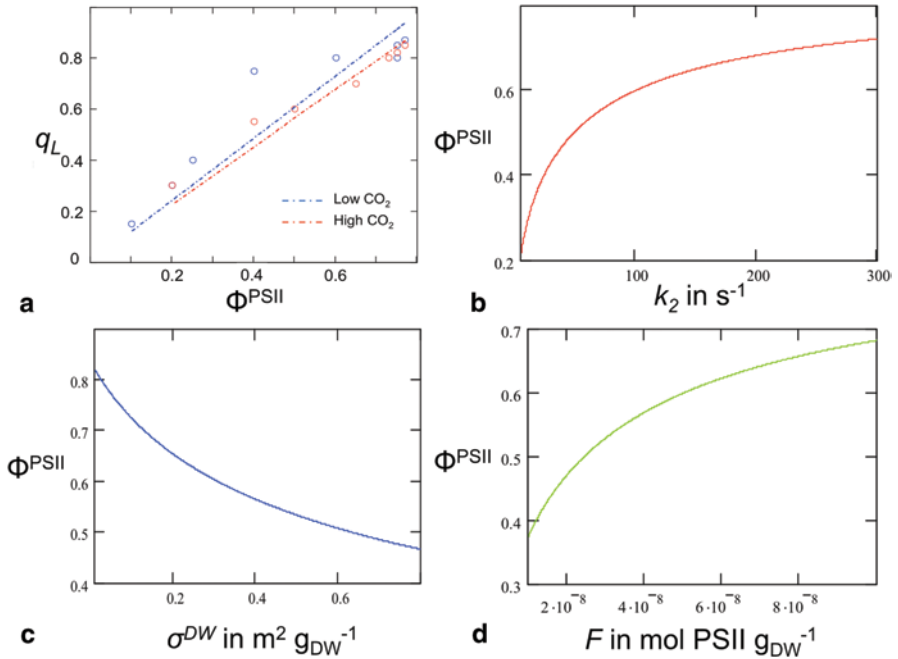 0.8
0.6
0.4
0.2
0
q_L
0.2
0.4
0.6
Low CO₂
High CO₂
Φ^PSII
a
0.6
0.4
0.2
Φ^PSII
100
200
300
k₂ in s⁻¹
b
0.8
0.7
0.6
0.5
0.4
Φ^PSII
0.2
0.4
0.6
σ^DW in m² g_DW⁻¹
c
0.7
0.6
0.5
0.4
0.3
Φ^PSII
2·10⁻⁸
4·10⁻⁸
6·10⁻⁸
8·10⁻⁸
F in mol PSII g_DW⁻¹
d